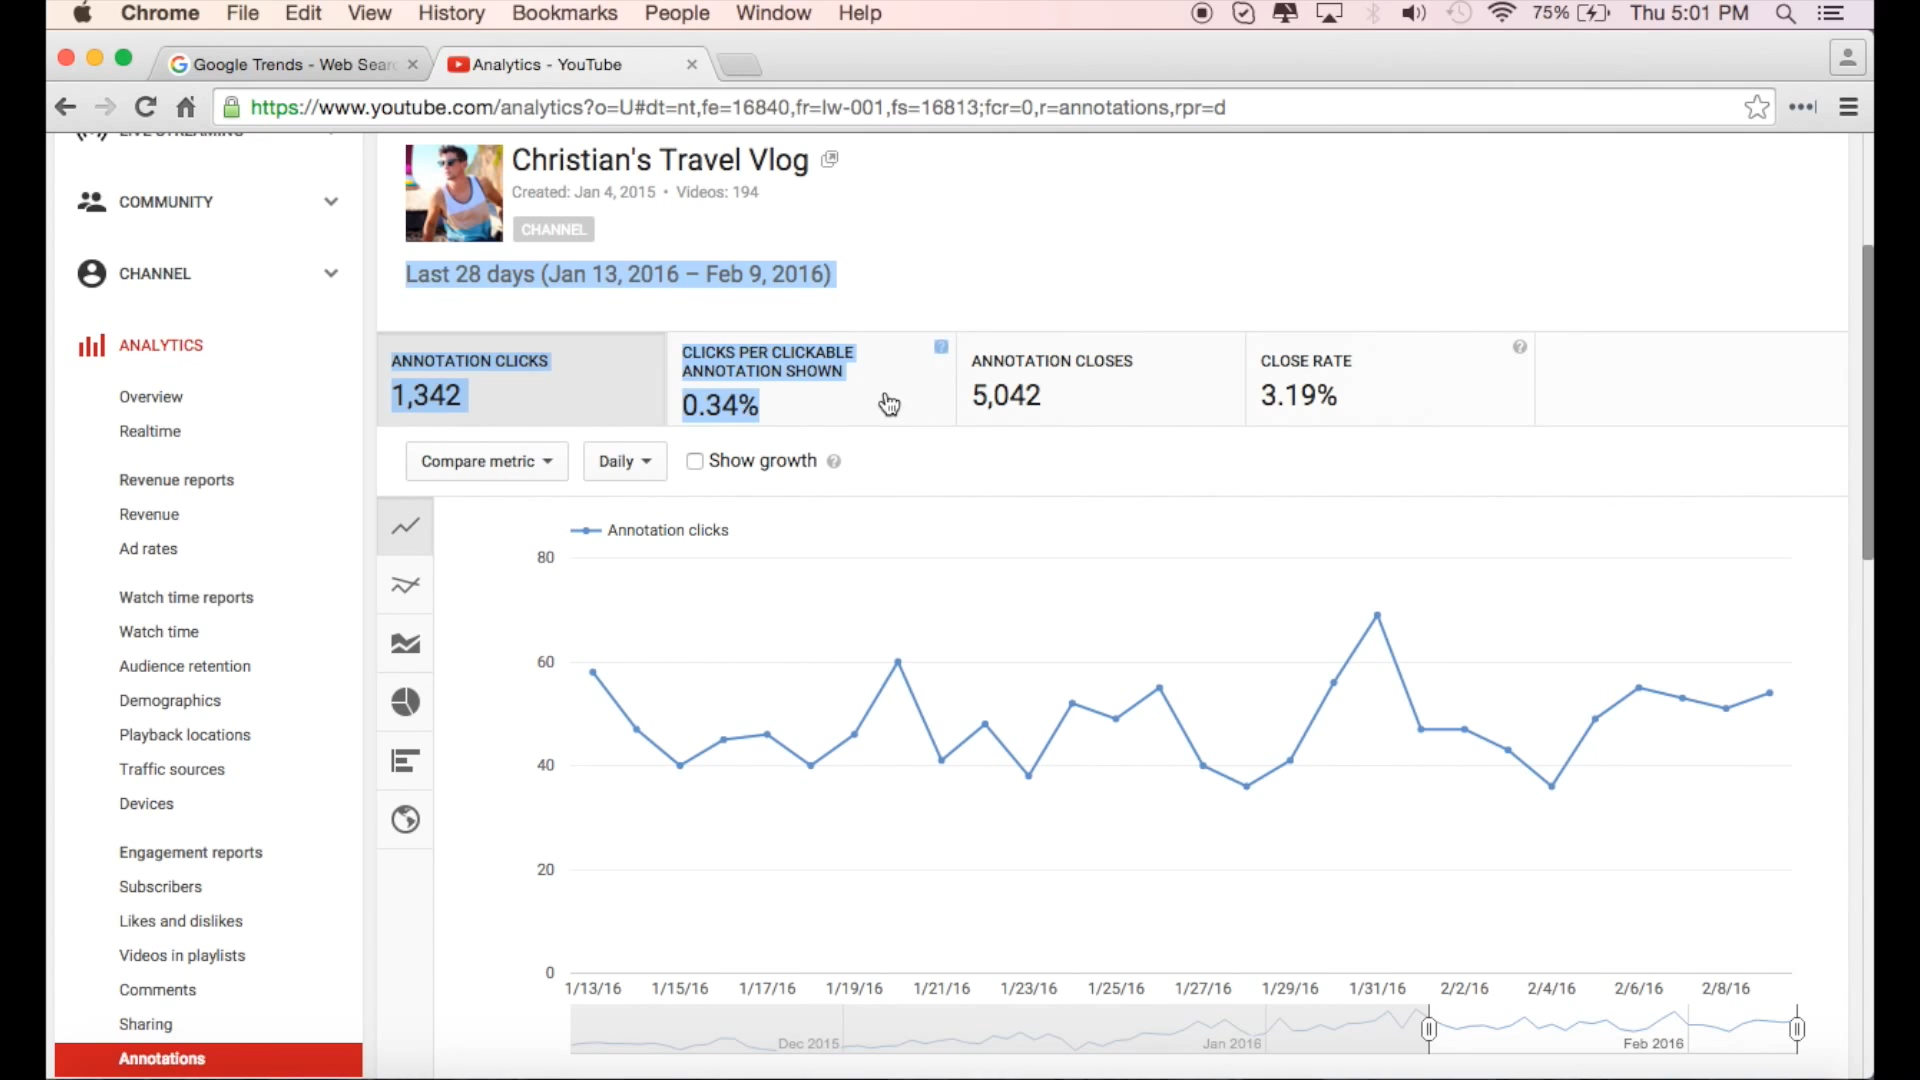 Chrome File Edit View History Bookmarks People Window Help 75% Thu 5:01 PM
Google Trends - Web Sear
Analytics - YouTube
https://www.youtube.com/analytics?o=U#dt=nt,fe=16840,fr=lw-001,fs=16813;fcr=0,r=annotations,rpr=d
LIVE STREAMING
COMMUNITY
CHANNEL
ANALYTICS
Overview
Realtime
Revenue reports
Revenue
Ad rates
Watch time reports
Watch time
Audience retention
Demographics
Playback locations
Traffic sources
Devices
Engagement reports
Subscribers
Likes and dislikes
Videos in playlists
Comments
Sharing
Annotations
Christian's Travel Vlog
Created: Jan 4, 2015 • Videos: 194
CHANNEL
Last 28 days (Jan 13, 2016 – Feb 9, 2016)
ANNOTATION CLICKS
1,342
CLICKS PER CLICKABLE
ANNOTATION SHOWN
0.34%
?
ANNOTATION CLOSES
5,042
CLOSE RATE
3.19%
?
Compare metric Daily Show growth ?
Annotation clicks
80
60
40
20
0
1/13/16 1/15/16 1/17/16 1/19/16 1/21/16 1/23/16 1/25/16 1/27/16 1/29/16 1/31/16 2/2/16 2/4/16 2/6/16 2/8/16
Dec 2015 Jan 2016 Feb 2016